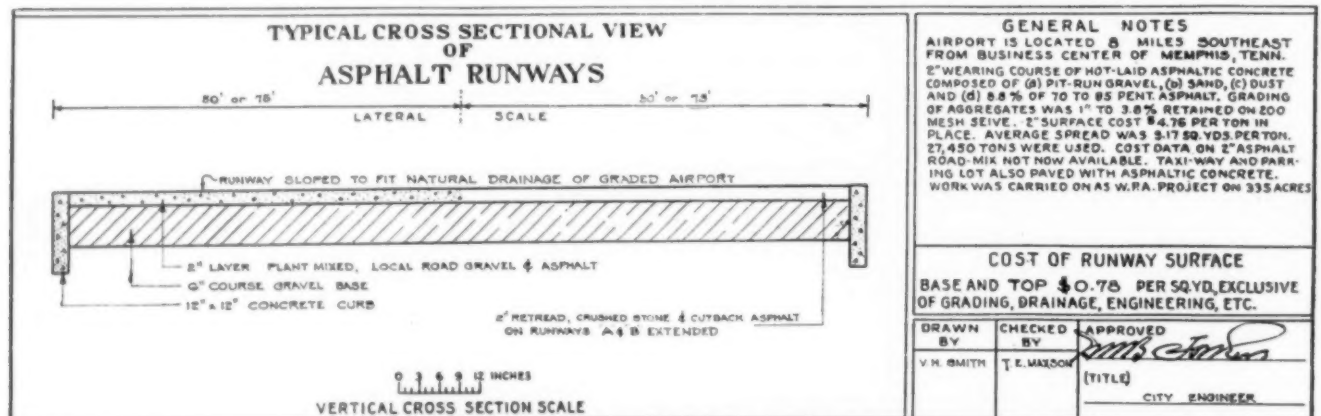 TYPICAL CROSS SECTIONAL VIEW
OF
ASPHALT RUNWAYS
50' or 75'
50' or 75'
LATERAL SCALE
RUNWAY SLOPED TO FIT NATURAL DRAINAGE OF GRADED AIRPORT
2" LAYER PLANT MIXED, LOCAL ROAD GRAVEL & ASPHALT
6" COURSE GRAVEL BASE
12" x 12" CONCRETE CURB
2" RETREAD, CRUSHED STONE & CUTBACK ASPHALT
ON RUNWAYS A & B EXTENDED
0 3 6 9 12 INCHES
VERTICAL CROSS SECTION SCALE
GENERAL NOTES
AIRPORT IS LOCATED 8 MILES SOUTHEAST
FROM BUSINESS CENTER OF MEMPHIS, TENN.
2" WEARING COURSE OF HOT-LAID ASPHALTIC CONCRETE
COMPOSED OF (a) PIT-RUN GRAVEL, (b) SAND, (c) DUST
AND (d) 8.8% OF 70 TO 85 PENT. ASPHALT. GRADING
OF AGGREGATES WAS 1" TO 3.8% RETAINED ON 200
MESH SEIVE. 2" SURFACE COST $4.76 PER TON IN
PLACE. AVERAGE SPREAD WAS 9.17 SQ. YDS. PER TON.
27,450 TONS WERE USED. COST DATA ON 2" ASPHALT
ROAD-MIX NOT NOW AVAILABLE. TAXI-WAY AND PARK-
ING LOT ALSO PAVED WITH ASPHALTIC CONCRETE.
WORK WAS CARRIED ON AS W.P.A. PROJECT ON 335 ACRES
COST OF RUNWAY SURFACE
BASE AND TOP $0.78 PER SQ. YD, EXCLUSIVE
OF GRADING, DRAINAGE, ENGINEERING, ETC.
DRAWN BY
V. H. SMITH
CHECKED BY
T. E. MAXSON
APPROVED
(TITLE)
CITY ENGINEER